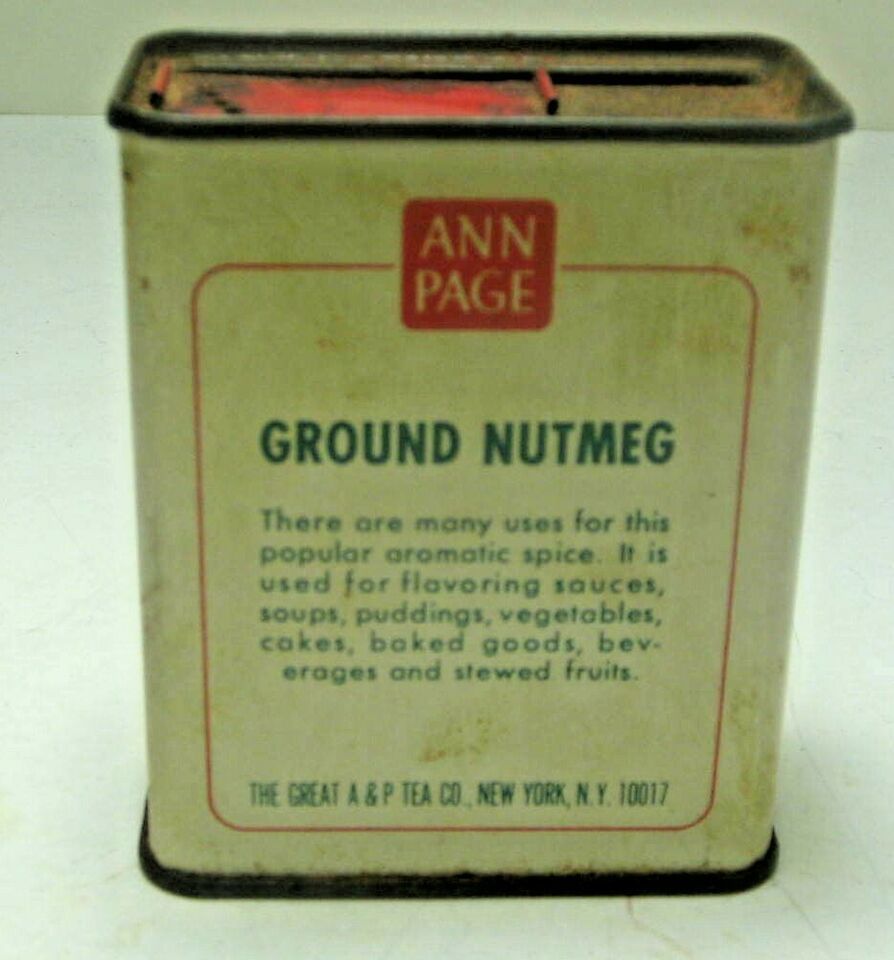 ANN
PAGE
GROUND NUTMEG
There are many uses for this
popular aromatic spice. It is
used for flavoring sauces,
soups, puddings, vegetables,
cakes, baked goods, bev-
erages and stewed fruits.
THE GREAT A & P TEA CO., NEW YORK, N. Y. 10017